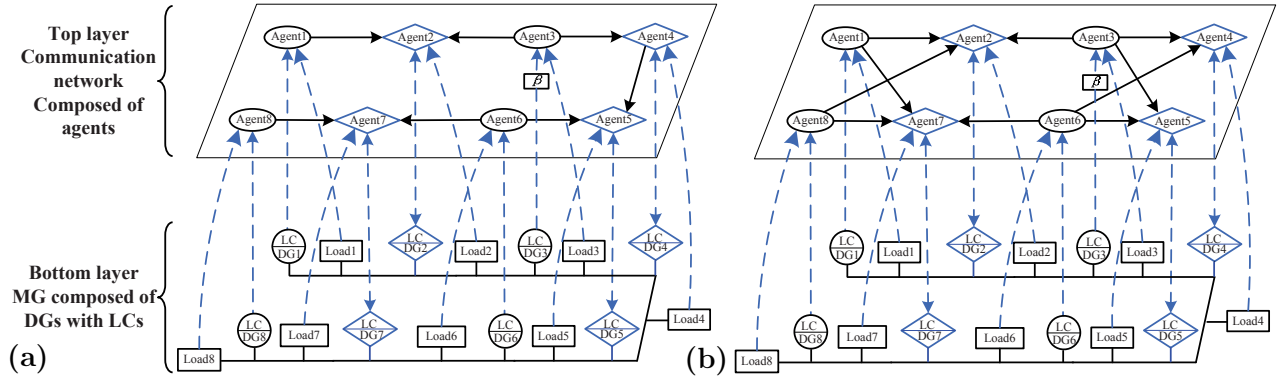 Top layer
Communication
network
Composed of
agents
Agent1
Agent2
Agent3
Agent4
β
Agent8
Agent7
Agent6
Agent5
Bottom layer
MG composed of
DGs with LCs
LC
DG1
Load1
LC
DG2
Load2
LC
DG3
Load3
LC
DG4
Load8
LC
DG8
Load7
LC
DG7
Load6
LC
DG6
Load5
LC
DG5
Load4
(a)
Agent1
Agent2
Agent3
Agent4
β
Agent8
Agent7
Agent6
Agent5
LC
DG1
Load1
LC
DG2
Load2
LC
DG3
Load3
LC
DG4
Load8
LC
DG8
Load7
LC
DG7
Load6
LC
DG6
Load5
LC
DG5
Load4
(b)